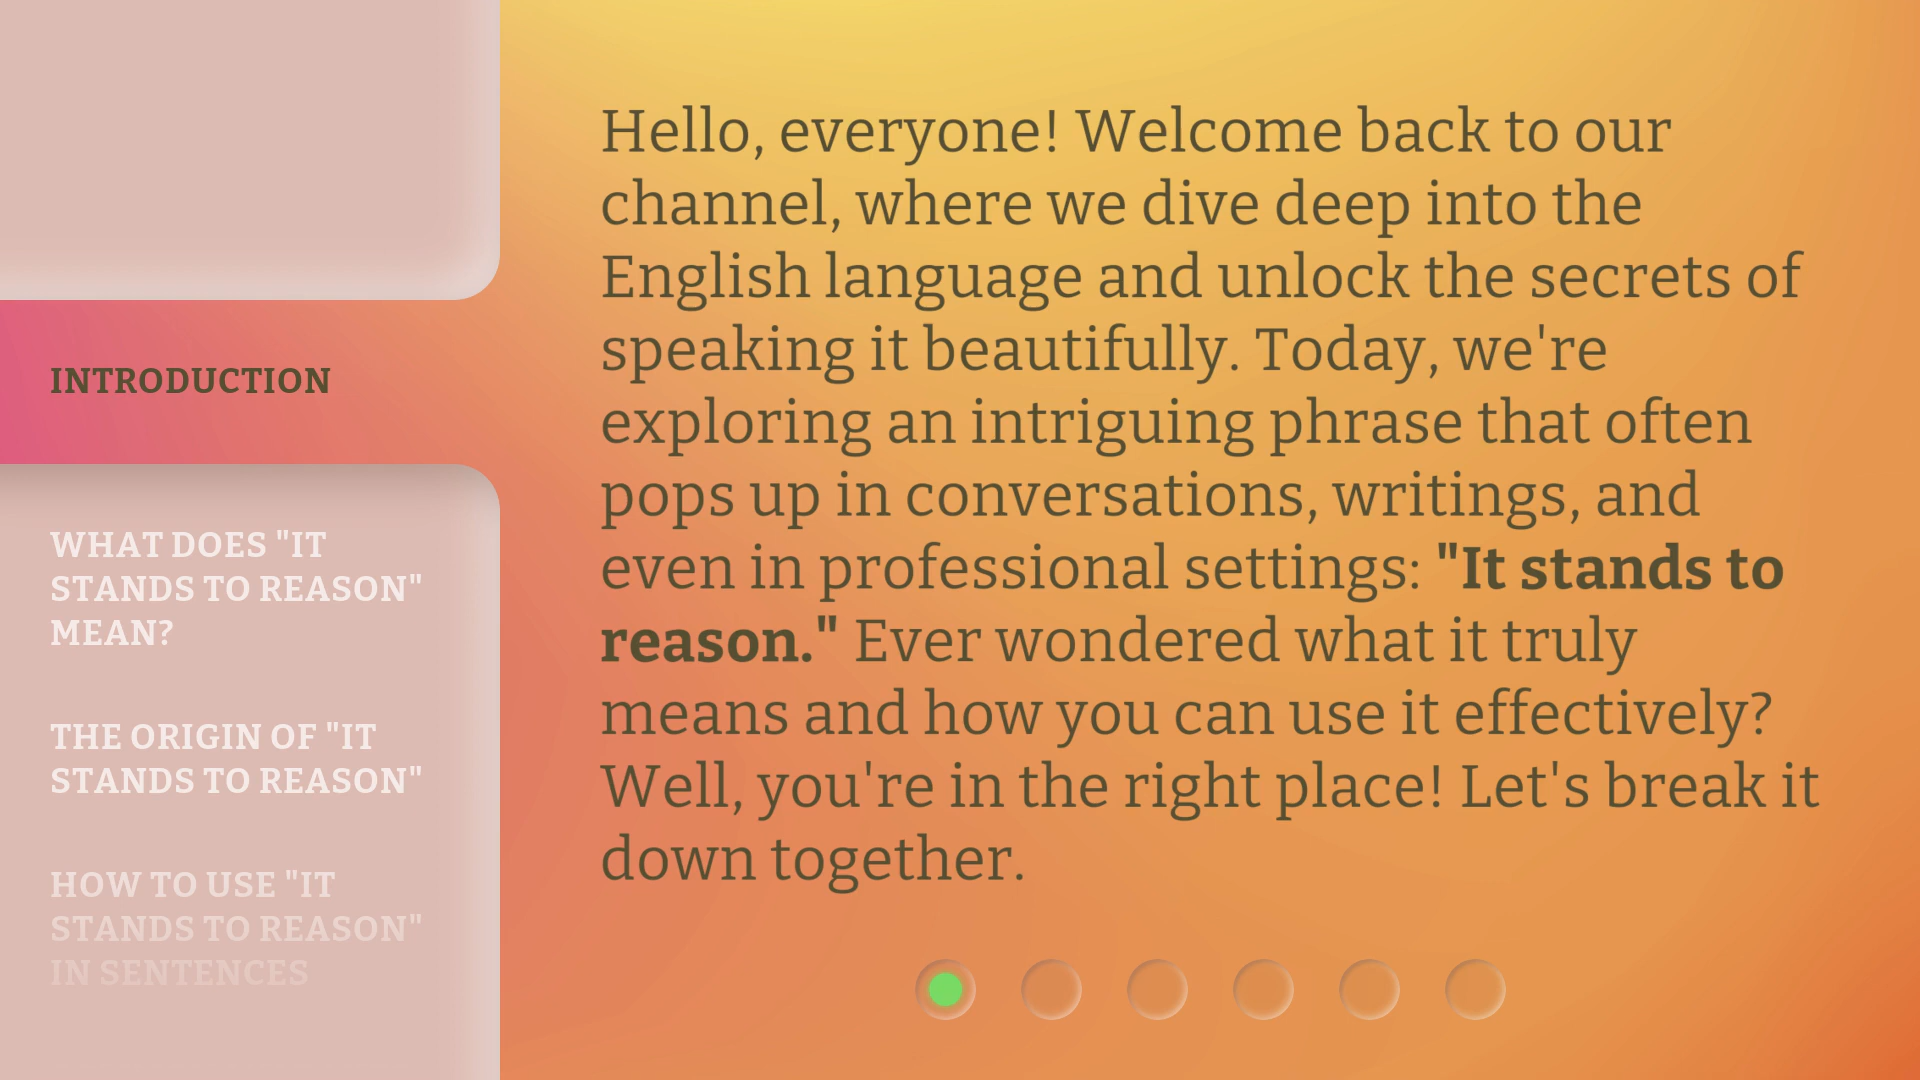 INTRODUCTION
WHAT DOES "IT
STANDS TO REASON"
MEAN?
THE ORIGIN OF "IT
STANDS TO REASON"
HOW TO USE "IT
STANDS TO REASON"
IN SENTENCES
Hello, everyone! Welcome back to our
channel, where we dive deep into the
English language and unlock the secrets of
speaking it beautifully. Today, we're
exploring an intriguing phrase that often
pops up in conversations, writings, and
even in professional settings: "It stands to
reason." Ever wondered what it truly
means and how you can use it effectively?
Well, you're in the right place! Let's break it
down together.